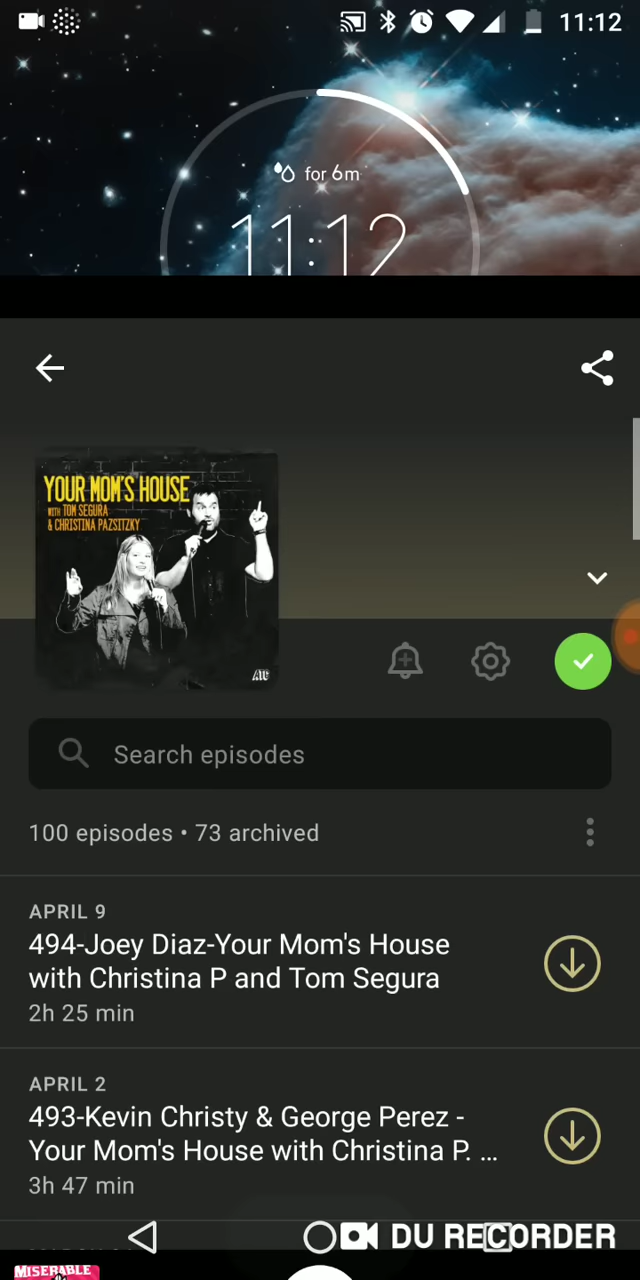 11:12
for 6m
11:12
YOUR MOM'S HOUSE
WITH TOM SEGURA
& CHRISTINA PAZSITZKY
Search episodes
100 episodes • 73 archived
APRIL 9
494-Joey Diaz-Your Mom's House
with Christina P and Tom Segura
2h 25 min
APRIL 2
493-Kevin Christy & George Perez -
Your Mom's House with Christina P. ...
3h 47 min
DU RECORDER
MISERABLE